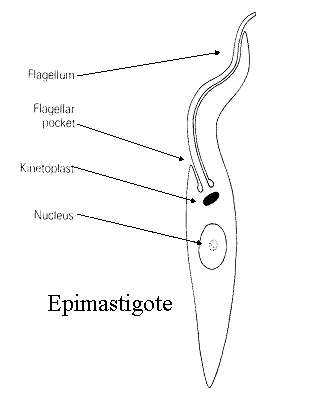 Flagellum
Flagellar
pocket
Kinetoplast
Nucleus
Epimastigote